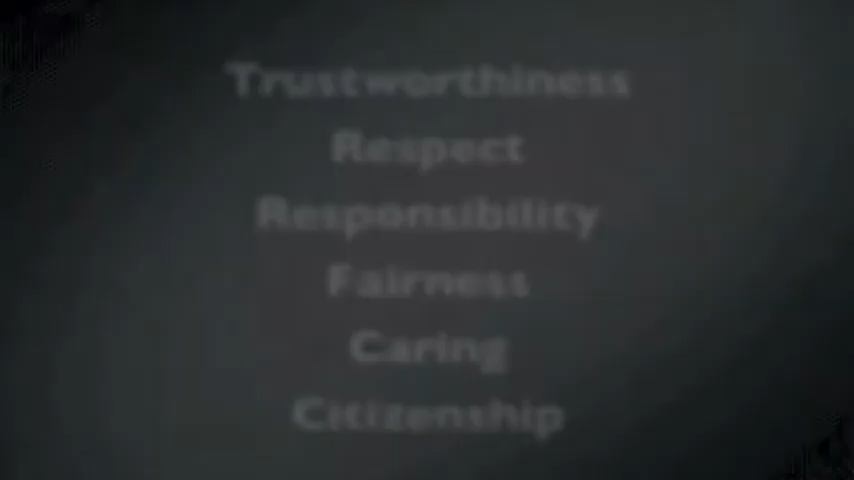 Trustworthiness
Respect
Responsibility
Fairness
Caring
Citizenship